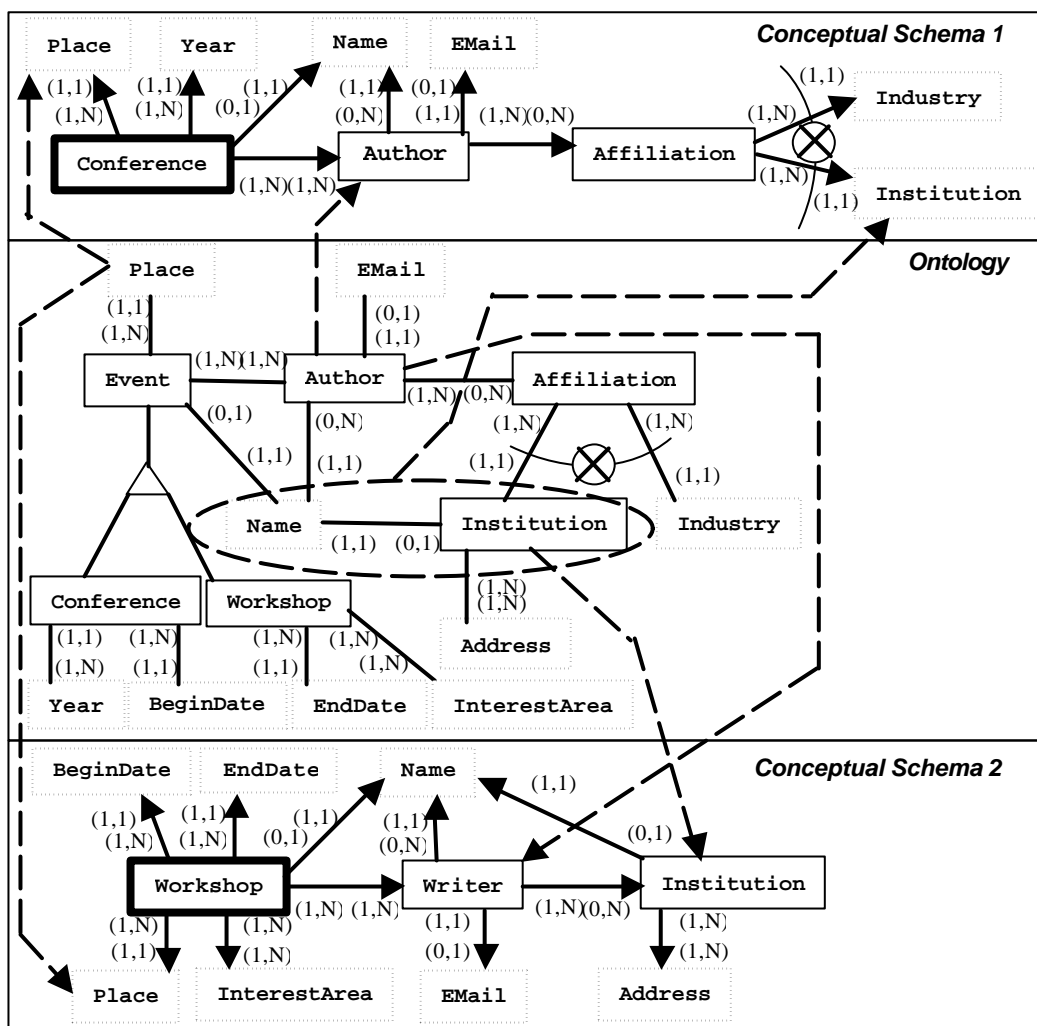 Conceptual Schema 1
Place
Year
Name
EMail
(1,1)
(1,N)
(1,1)
(1,N)
(1,1)
(0,1)
(1,1)
(0,N)
(0,1)
(1,1)
(1,1)
Industry
(1,N)
Conference
Author
(1,N)(0,N)
Affiliation
(1,N)(1,N)
(1,N)
(1,1)
Institution
Ontology
Place
EMail
(1,1)
(1,N)
(0,1)
(1,1)
Event
(1,N)(1,N)
Author
(1,N)
(0,N)
Affiliation
(0,1)
(0,N)
(1,N)
(1,N)
(1,1)
(1,1)
(1,1)
(1,1)
Name
(1,1)
(0,1)
Institution
Industry
Conference
Workshop
(1,N)
(1,N)
(1,1)
(1,N)
(1,N)
(1,1)
(1,N)
(1,1)
(1,N)
(1,N)
Address
Year
BeginDate
EndDate
InterestArea
Conceptual Schema 2
BeginDate
EndDate
Name
(1,1)
(1,N)
(1,1)
(1,N)
(1,1)
(0,1)
(1,1)
(0,N)
(1,1)
(0,1)
Workshop
Writer
Institution
(1,N)
(1,N)
(1,N)(0,N)
(1,N)
(1,1)
(1,N)
(1,N)
(1,1)
(0,1)
(1,N)
(1,N)
Place
InterestArea
EMail
Address